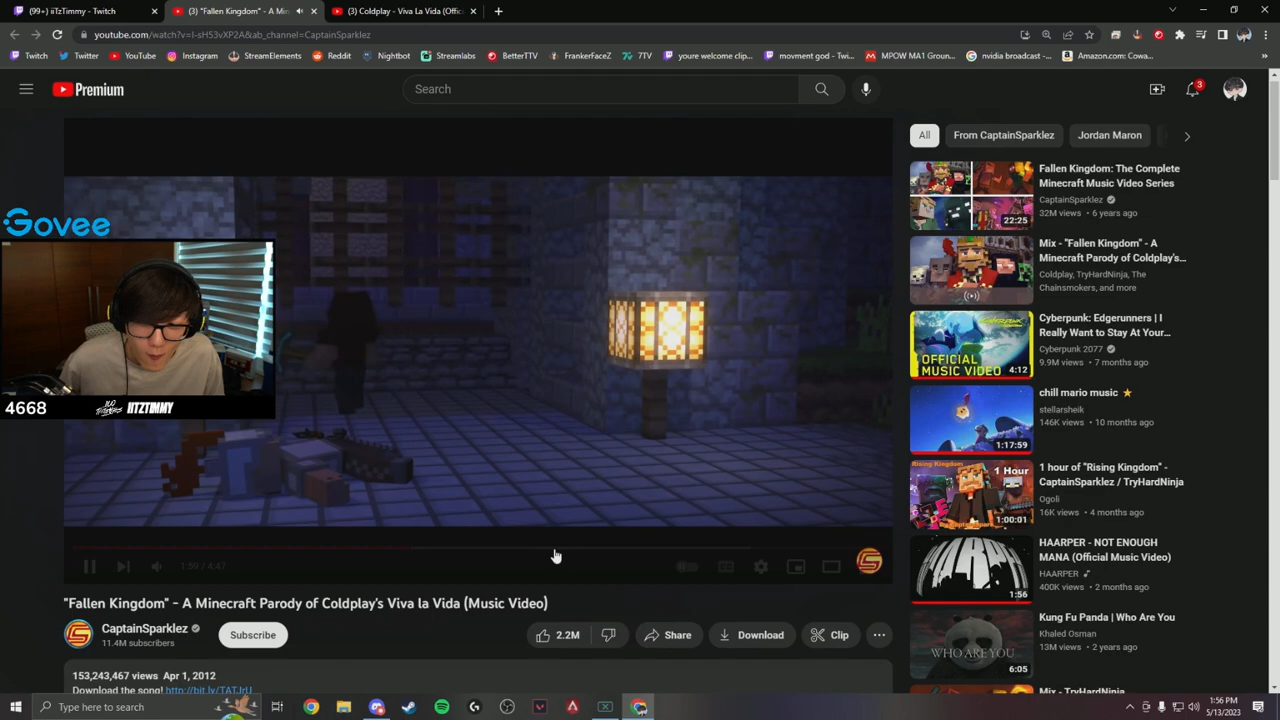 (99+) iitzTimmy - Twitch
(3) "Fallen Kingdom" - A Mi
(3) Coldplay - Viva La Vida (Offic
youtube.com/watch?v=I-sH53vXP2A&ab_channel=CaptainSparklez
Twitch
Twitter
YouTube
Instagram
StreamElements
Reddit
Nightbot
Streamlabs
BetterTTV
FrankerFaceZ
7TV
youre welcome clip...
movment god - Twi...
MPOW MA1 Groun...
nvidia broadcast -...
Amazon.com: Cowa...
Premium
Search
3
All
From CaptainSparklez
Jordan Maron
Govee
4668
IITZTIMMY
1:59 / 4:47
"Fallen Kingdom" - A Minecraft Parody of Coldplay's Viva la Vida (Music Video)
CaptainSparklez
11.4M subscribers
Subscribe
2.2M
Share
Download
Clip
153,243,467 views Apr 1, 2012
Download the song! http://bit.ly/TATJrU
Fallen Kingdom: The Complete
Minecraft Music Video Series
CaptainSparklez
32M views • 6 years ago
22:25
Mix - "Fallen Kingdom" - A
Minecraft Parody of Coldplay's...
Coldplay, TryHardNinja, The
Chainsmokers, and more
Cyberpunk: Edgerunners | I
Really Want to Stay At Your...
Cyberpunk 2077
9.9M views • 7 months ago
OFFICIAL
MUSIC VIDEO
4:12
chill mario music
stellarsheik
146K views • 10 months ago
1:17:59
1 hour of "Rising Kingdom" -
CaptainSparklez / TryHardNinja
Ogoli
16K views • 4 months ago
Rising Kingdom
1 Hour
1:00:01
HAARPER - NOT ENOUGH
MANA (Official Music Video)
HAARPER
400K views • 2 months ago
1:56
Kung Fu Panda | Who Are You
Khaled Osman
13M views • 2 years ago
WHO ARE YOU
6:05
Mix - TryHardNinja
Type here to search
1:56 PM
5/13/2023